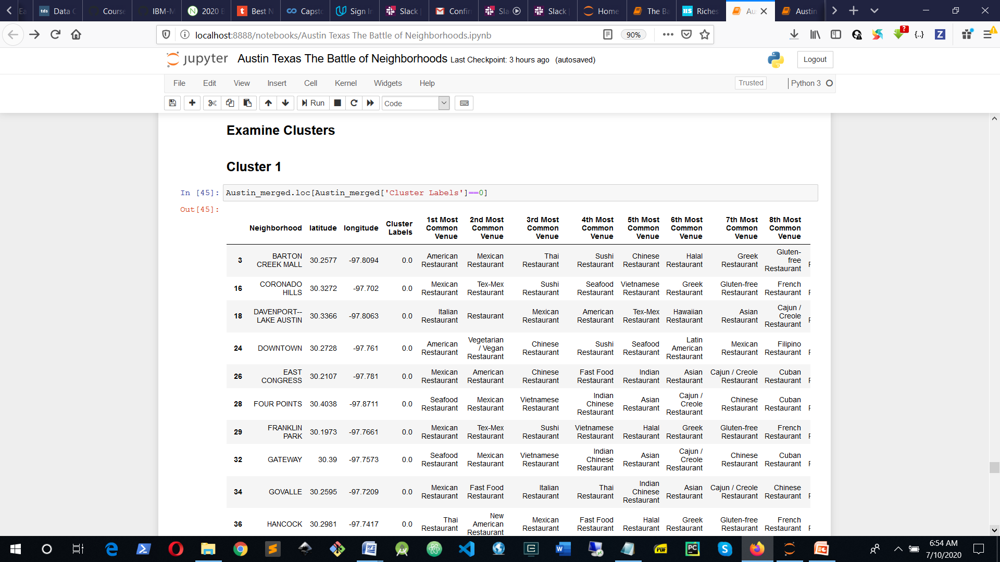 Ea
tds Data C
Course
IBM-M
N 2020 E
t Best N
Capsto
Sign In
Slack |
Confir
Sla
Slack |
Home
The Ba
HS Riches
Au
Austin
localhost:8888/notebooks/Austin Texas The Battle of Neighborhoods.ipynb
90%
jupyter Austin Texas The Battle of Neighborhoods Last Checkpoint: 3 hours ago (autosaved)
Logout
File Edit View Insert Cell Kernel Widgets Help
Trusted
Python 3
Run
Code
Examine Clusters
Cluster 1
In [45]: Austin_merged.loc[Austin_merged['Cluster Labels']==0]
Out[45]:
Neighborhood latitude longitude Cluster Labels 1st Most Common Venue 2nd Most Common Venue 3rd Most Common Venue 4th Most Common Venue 5th Most Common Venue 6th Most Common Venue 7th Most Common Venue 8th Most Common Venue
3 BARTON CREEK MALL 30.2577 -97.8094 0.0 American Restaurant Mexican Restaurant Thai Restaurant Sushi Restaurant Chinese Restaurant Halal Restaurant Greek Restaurant Gluten-free Restaurant
16 CORONADO HILLS 30.3272 -97.702 0.0 Mexican Restaurant Tex-Mex Restaurant Sushi Restaurant Seafood Restaurant Vietnamese Restaurant Greek Restaurant Gluten-free Restaurant French Restaurant
18 DAVENPORT--LAKE AUSTIN 30.3366 -97.8063 0.0 Italian Restaurant Restaurant Mexican Restaurant American Restaurant Tex-Mex Restaurant Hawaiian Restaurant Asian Restaurant Cajun / Creole Restaurant
24 DOWNTOWN 30.2728 -97.761 0.0 American Restaurant Vegetarian / Vegan Restaurant Chinese Restaurant Sushi Restaurant Seafood Restaurant Latin American Restaurant Mexican Restaurant Filipino Restaurant
26 EAST CONGRESS 30.2107 -97.781 0.0 Mexican Restaurant American Restaurant Chinese Restaurant Fast Food Restaurant Indian Restaurant Asian Restaurant Cajun / Creole Restaurant Cuban Restaurant
28 FOUR POINTS 30.4038 -97.8711 0.0 Seafood Restaurant Mexican Restaurant Vietnamese Restaurant Indian Chinese Restaurant Asian Restaurant Cajun / Creole Restaurant Chinese Restaurant Cuban Restaurant
29 FRANKLIN PARK 30.1973 -97.7661 0.0 Mexican Restaurant Tex-Mex Restaurant Sushi Restaurant Vietnamese Restaurant Halal Restaurant Greek Restaurant Gluten-free Restaurant French Restaurant
32 GATEWAY 30.39 -97.7573 0.0 Seafood Restaurant Mexican Restaurant Vietnamese Restaurant Indian Chinese Restaurant Asian Restaurant Cajun / Creole Restaurant Chinese Restaurant Cuban Restaurant
34 GOVALLE 30.2595 -97.7209 0.0 Mexican Restaurant Fast Food Restaurant Italian Restaurant Thai Restaurant Indian Chinese Restaurant Asian Restaurant Cajun / Creole Restaurant Chinese Restaurant
36 HANCOCK 30.2981 -97.7417 0.0 Thai Restaurant New American Restaurant Mexican Restaurant Fast Food Restaurant Halal Restaurant Greek Restaurant Gluten-free Restaurant French Restaurant
6:54 AM
7/10/2020